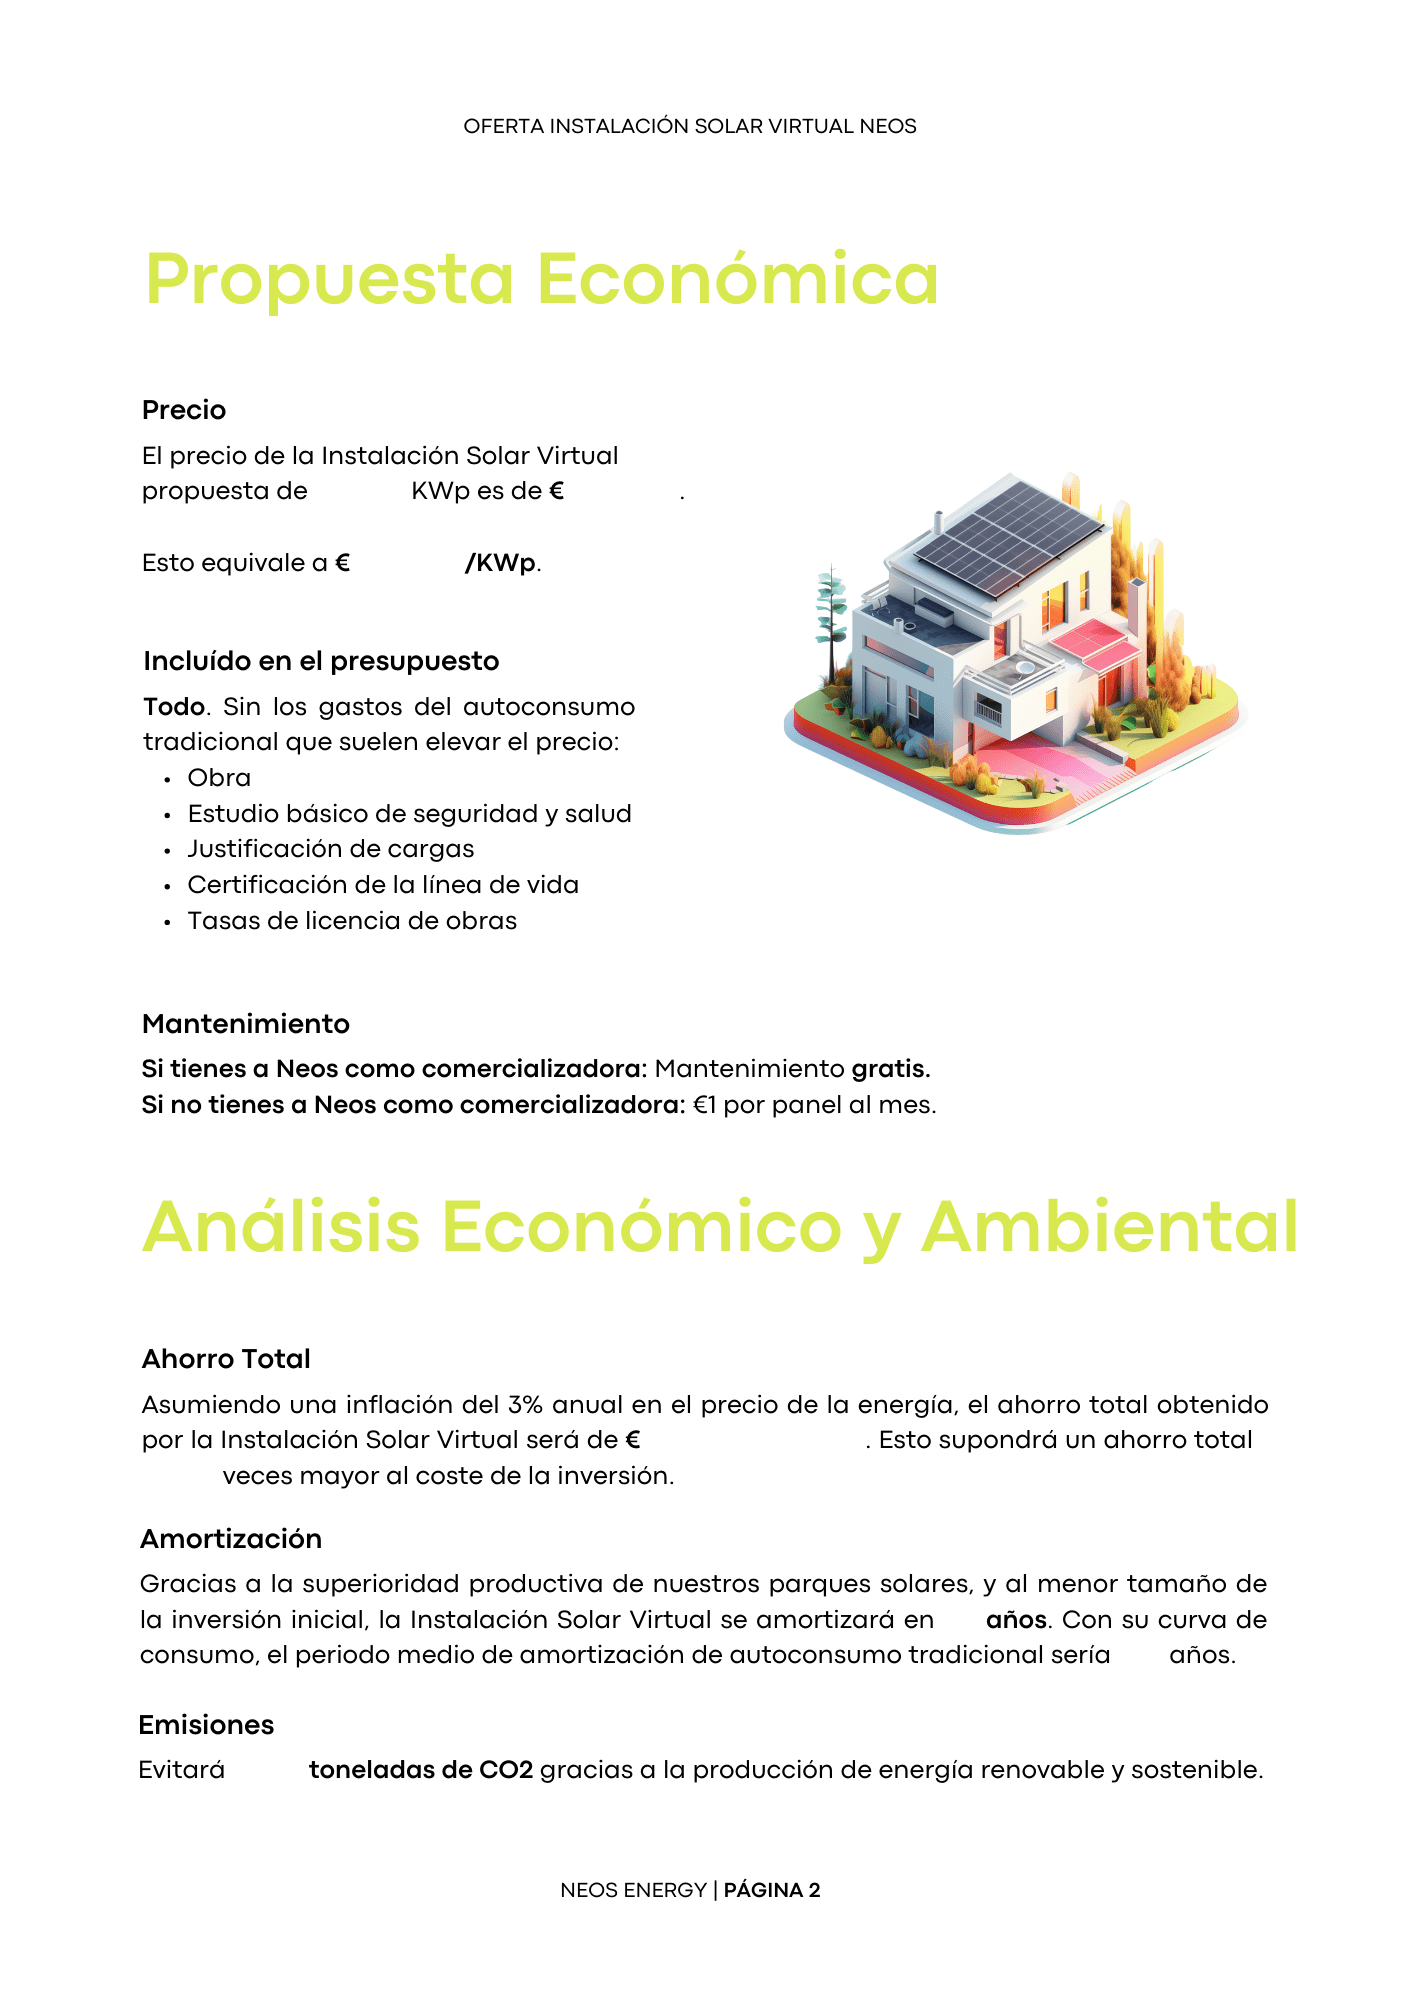 OFERTA INSTALACIÓN SOLAR VIRTUAL NEOS
Propuesta Económica
Precio
El precio de la Instalación Solar Virtual
propuesta de KWp es de € .
Esto equivale a € /KWp.
Incluído en el presupuesto
Todo. Sin los gastos del autoconsumo
tradicional que suelen elevar el precio:
• Obra
• Estudio básico de seguridad y salud
• Justificación de cargas
• Certificación de la línea de vida
• Tasas de licencia de obras
Mantenimiento
Si tienes a Neos como comercializadora: Mantenimiento gratis.
Si no tienes a Neos como comercializadora: €1 por panel al mes.
Análisis Económico y Ambiental
Ahorro Total
Asumiendo una inflación del 3% anual en el precio de la energía, el ahorro total obtenido
por la Instalación Solar Virtual será de € . Esto supondrá un ahorro total
veces mayor al coste de la inversión.
Amortización
Gracias a la superioridad productiva de nuestros parques solares, y al menor tamaño de
la inversión inicial, la Instalación Solar Virtual se amortizará en años. Con su curva de
consumo, el periodo medio de amortización de autoconsumo tradicional sería años.
Emisiones
Evitará toneladas de CO2 gracias a la producción de energía renovable y sostenible.
NEOS ENERGY | PÁGINA 2